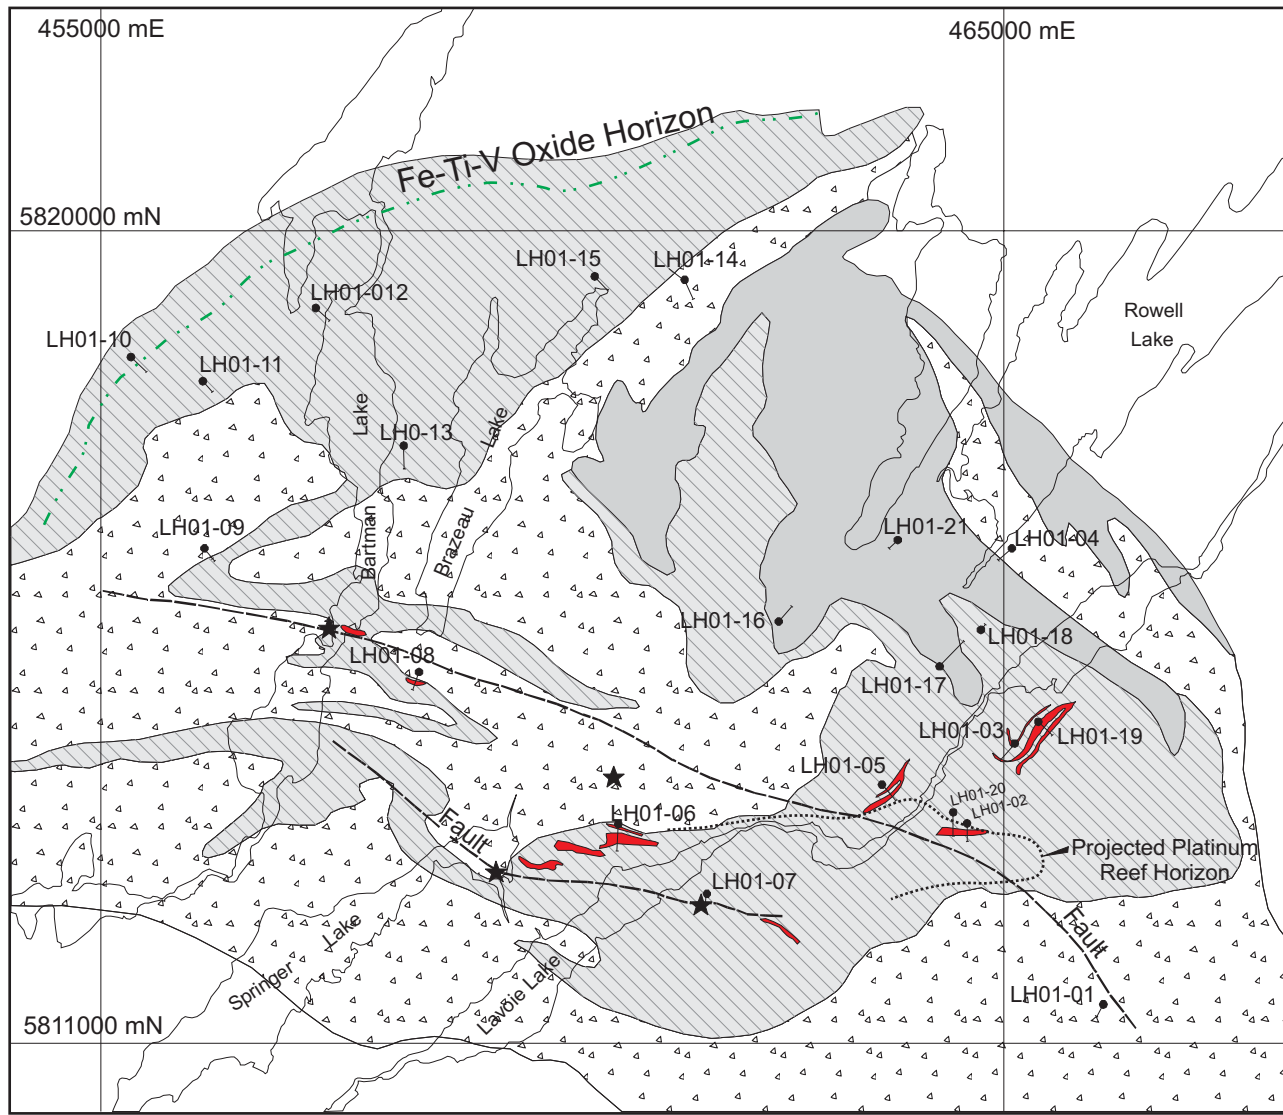 455000 mE
465000 mE
Fe-Ti-V Oxide Horizon
5820000 mN
LH01-15
LH01-14
LH01-012
Rowell
Lake
LH01-10
LH01-11
Lake
Lake
LH0-13
LH01-09
Bartman
Brazeau
LH01-21
LH01-04
LH01-16
LH01-18
LH01-08
LH01-17
LH01-03
LH01-19
LH01-05
LH01-20
LH01-02
LH01-06
Fault
Projected Platinum
Reef Horizon
LH01-07
Fault
Springer Lake
Lavoie Lake
LH01-01
5811000 mN